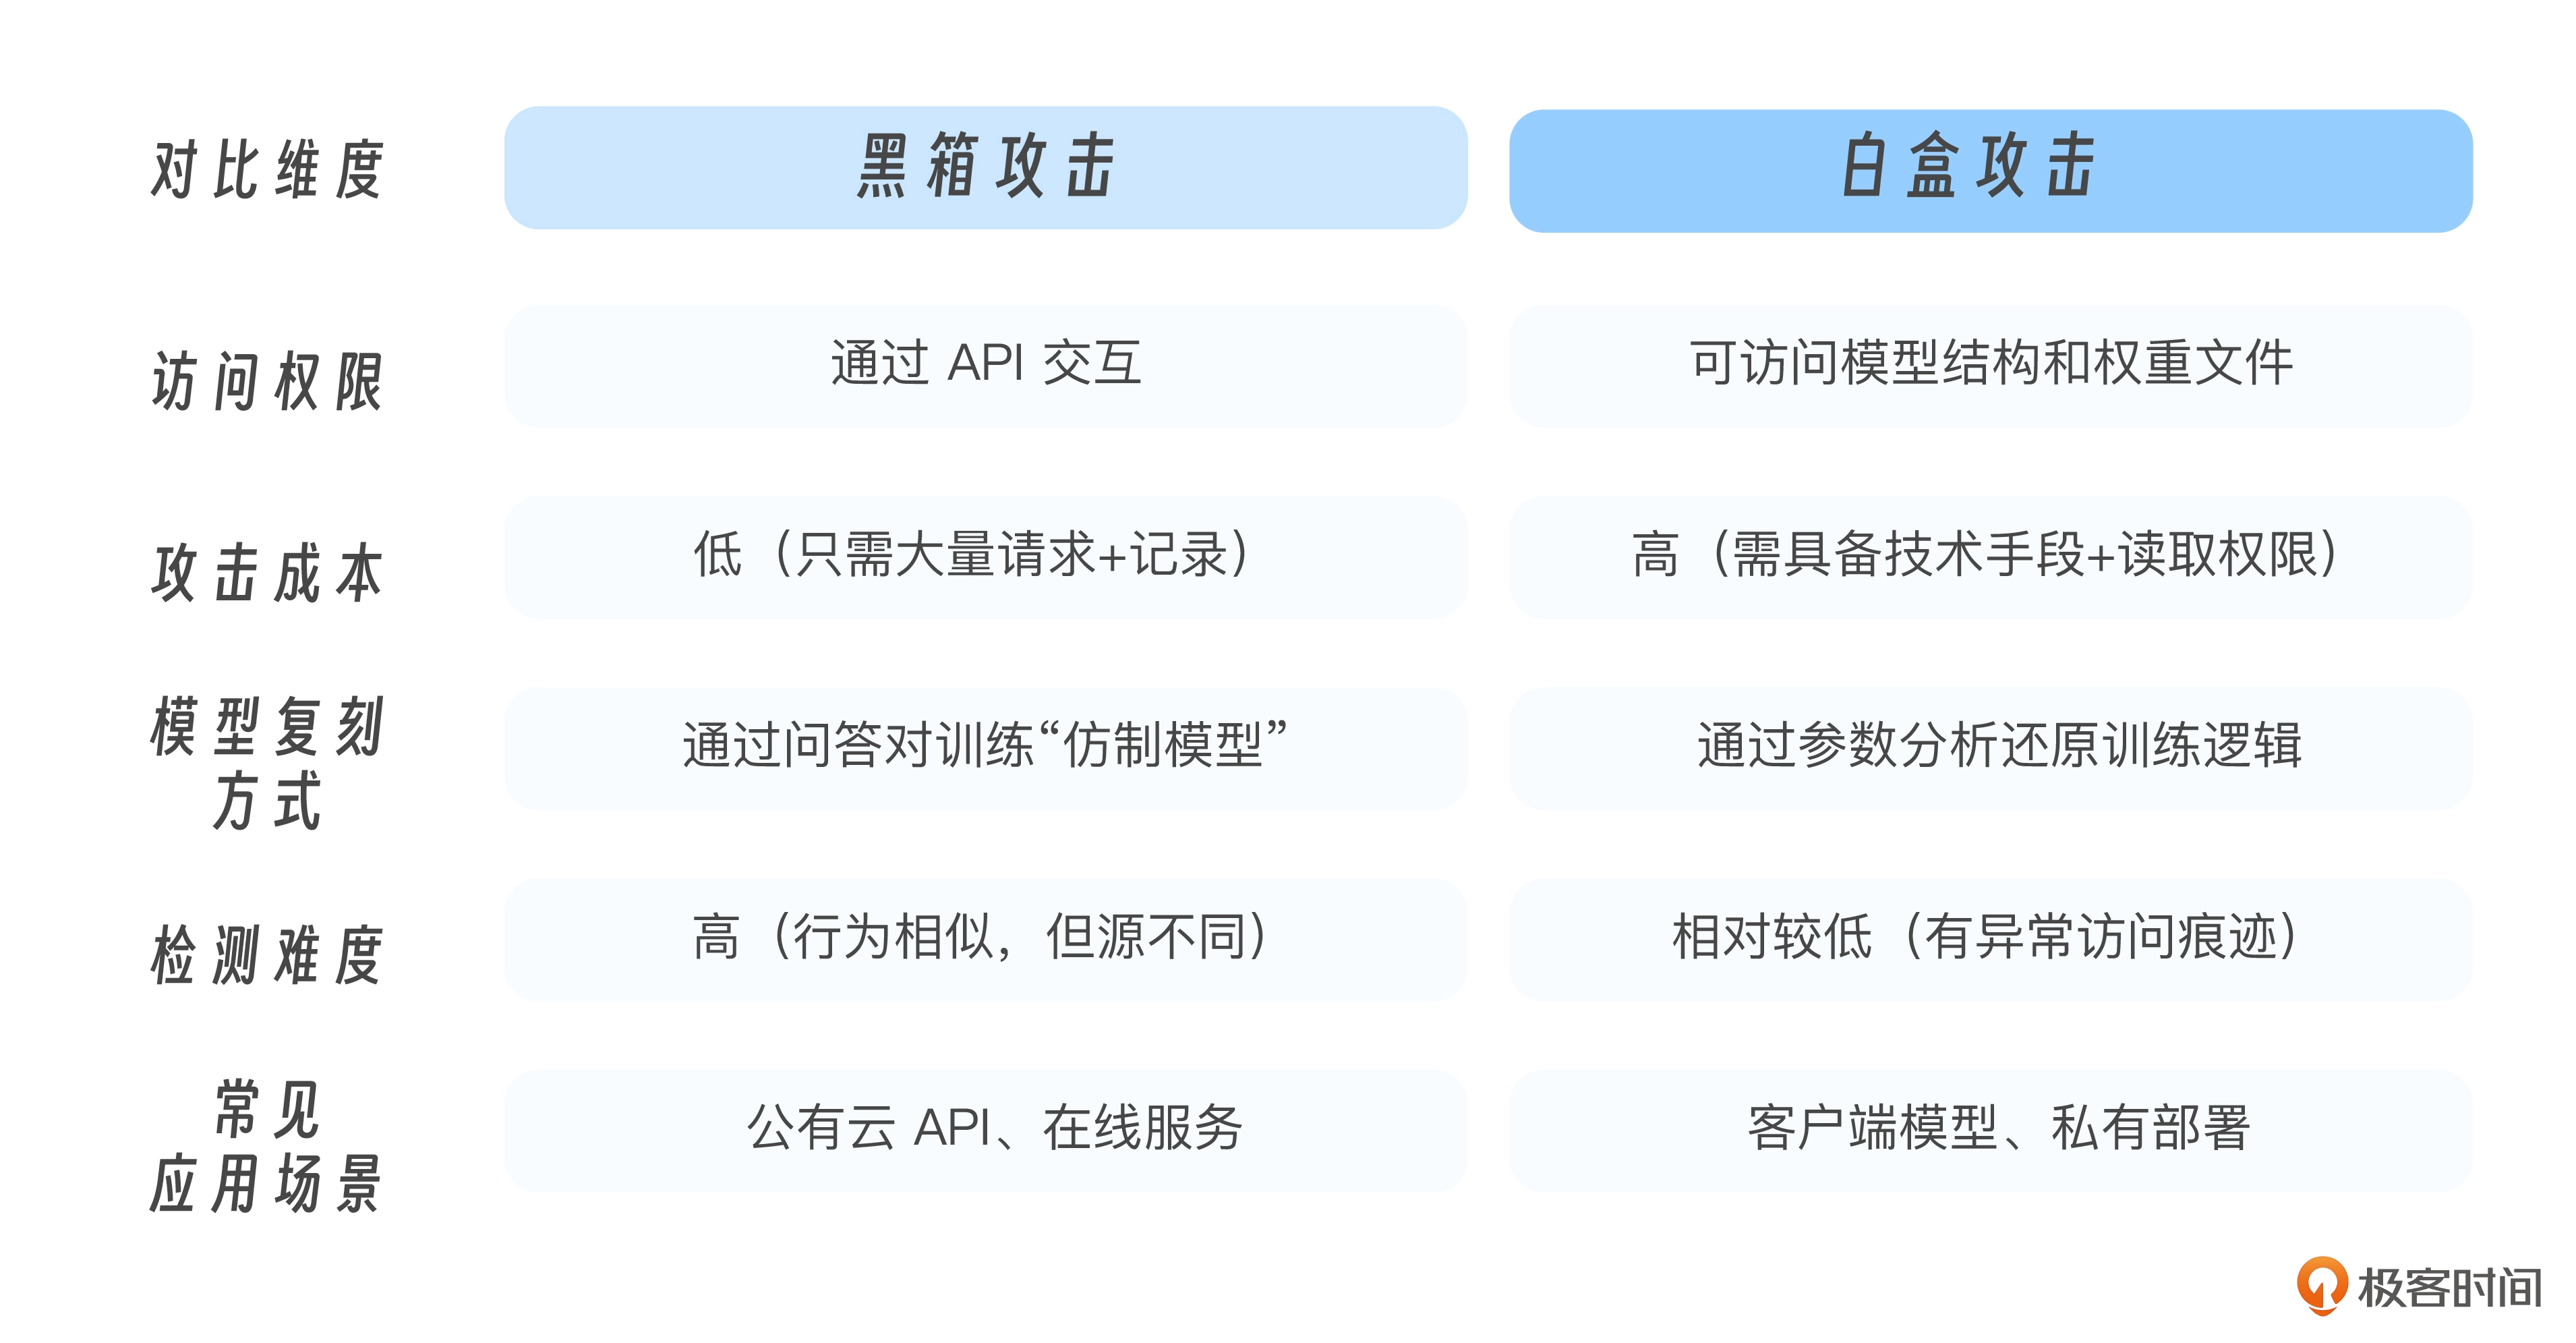 对比维度 黑箱攻击 白盒攻击
访问权限 通过 API 交互 可访问模型结构和权重文件
攻击成本 低（只需大量请求+记录） 高（需具备技术手段+读取权限）
模型复刻
方式 通过问答对训练“仿制模型” 通过参数分析还原训练逻辑
检测难度 高（行为相似，但源不同） 相对较低（有异常访问痕迹）
常见
应用场景 公有云 API、在线服务 客户端模型、私有部署
极客时间